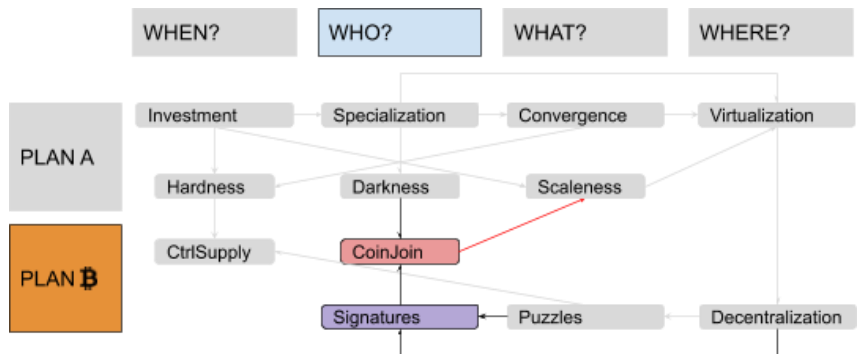 WHEN?
WHO?
WHAT?
WHERE?
PLAN A
Investment
Specialization
Convergence
Virtualization
Hardness
Darkness
Scaleness
PLAN ₿
CtrlSupply
CoinJoin
Signatures
Puzzles
Decentralization